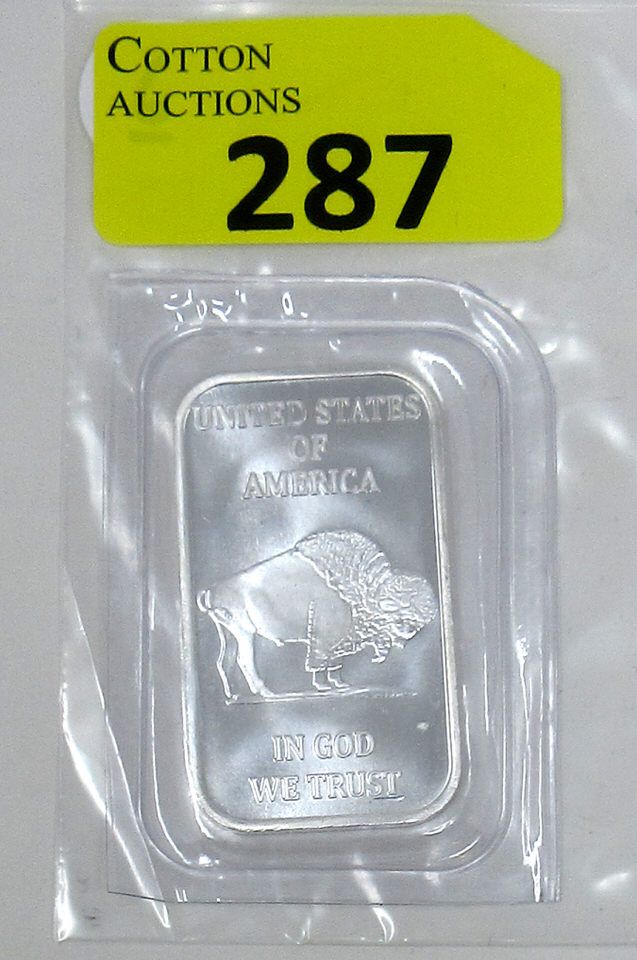 COTTON
AUCTIONS
287
UNITED STATES
OF
AMERICA
IN GOD
WE TRUST